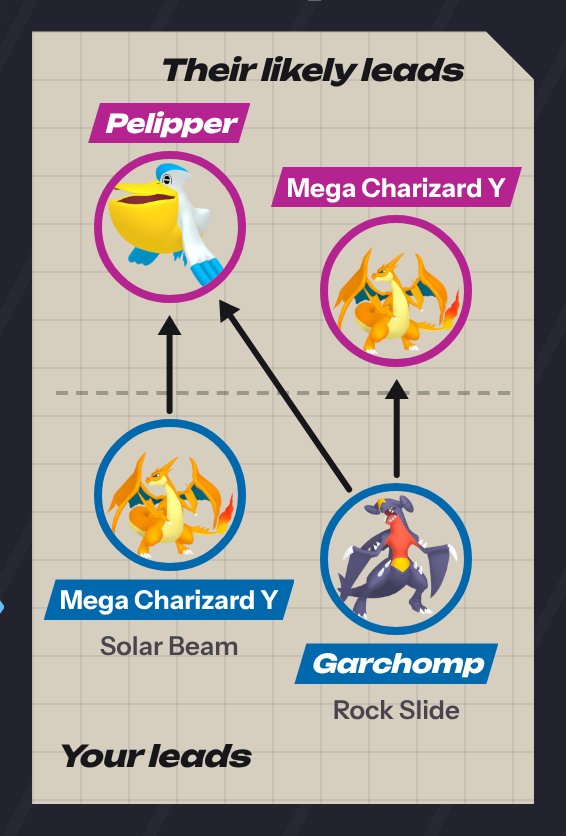 Their likely leads
Pelipper
Mega Charizard Y
Mega Charizard Y
Solar Beam
Garchomp
Rock Slide
Your leads